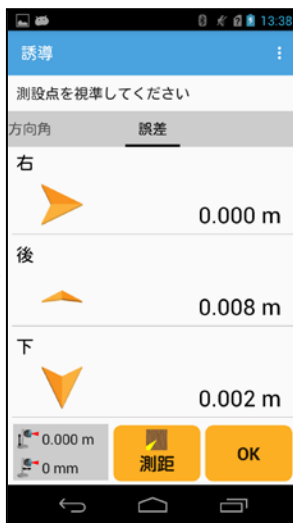 13:38
誘導
測設点を視準してください
方向角 誤差
右
0.000 m
後
0.008 m
下
0.002 m
0.000 m
0 mm
測距
OK